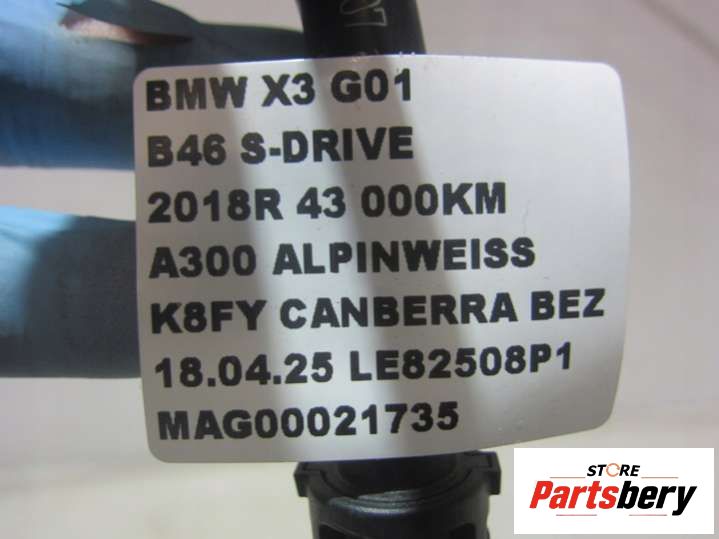 07
BMW X3 G01
B46 S-DRIVE
2018R 43 000KM
A300 ALPINWEISS
K8FY CANBERRA BEZ
18.04.25 LE82508P1
MAG00021735
STORE
Partsbery